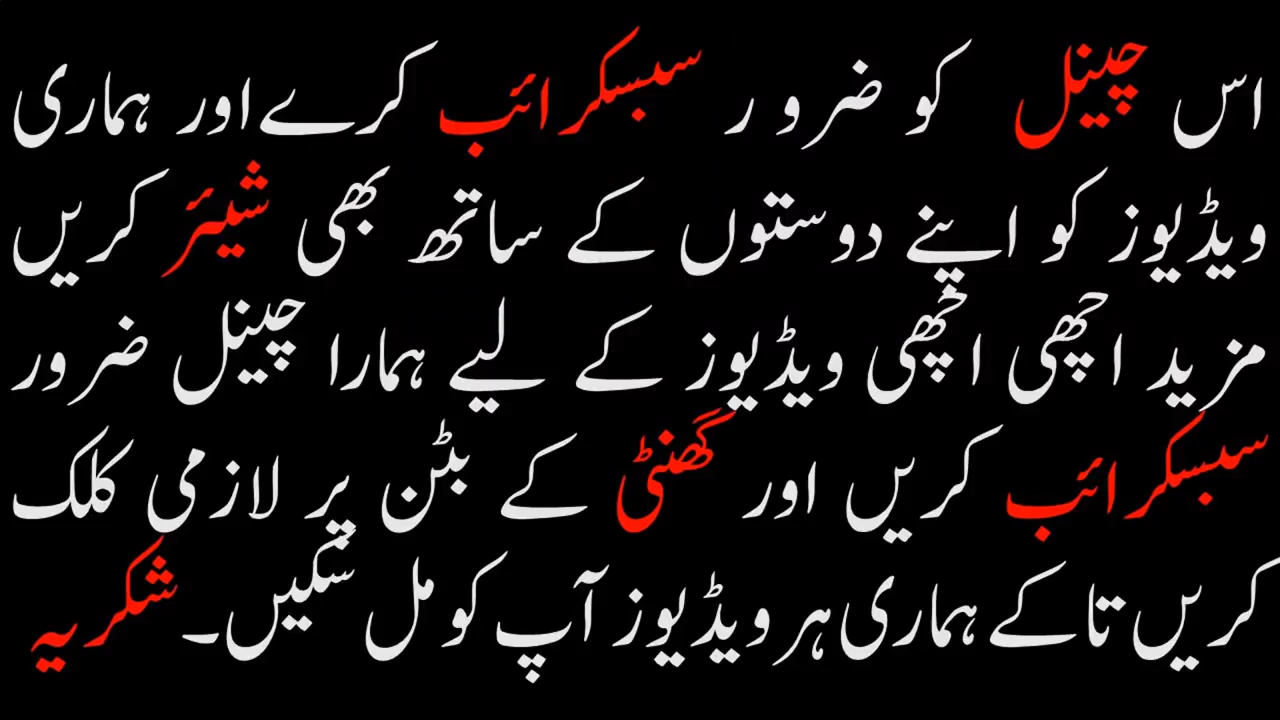 اس چینل کو ضرو ر سبسکرائب کرے اور ہماری
ویڈیوز کو اپنے دوستوں کے ساتھ بھی شیئر کریں
مزید اچھی اچھی ویڈیوز کے لیے ہمارا چینل ضرور
سبسکرائب کریں اور گھنٹی کے بٹن پر لازمی کلک
کریں تاکے ہماری ہر ویڈیوز آپ کو مل سکیں۔ شکریہ